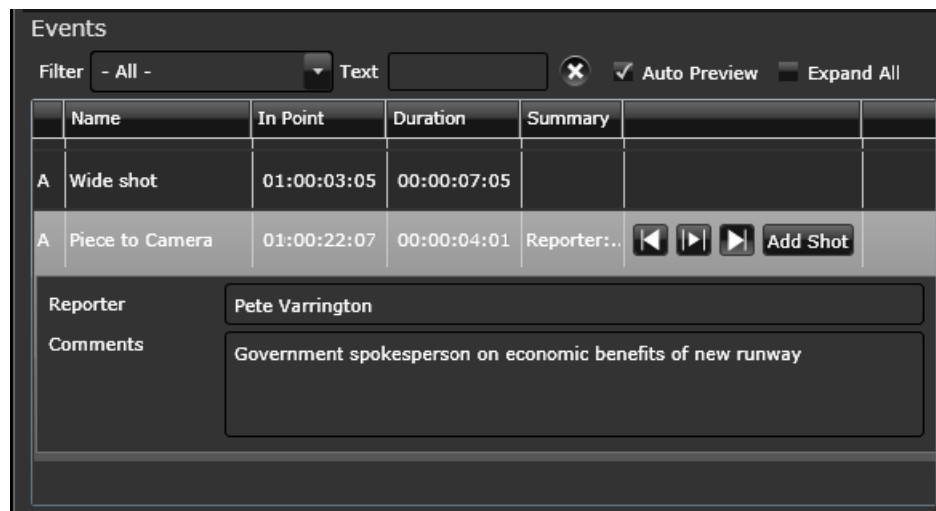 Events
Filter - All - Text Auto Preview Expand All
Name In Point Duration Summary
A Wide shot 01:00:03:05 00:00:07:05
A Piece to Camera 01:00:22:07 00:00:04:01 Reporter:.. Add Shot
Reporter Pete Varrington
Comments Government spokesperson on economic benefits of new runway